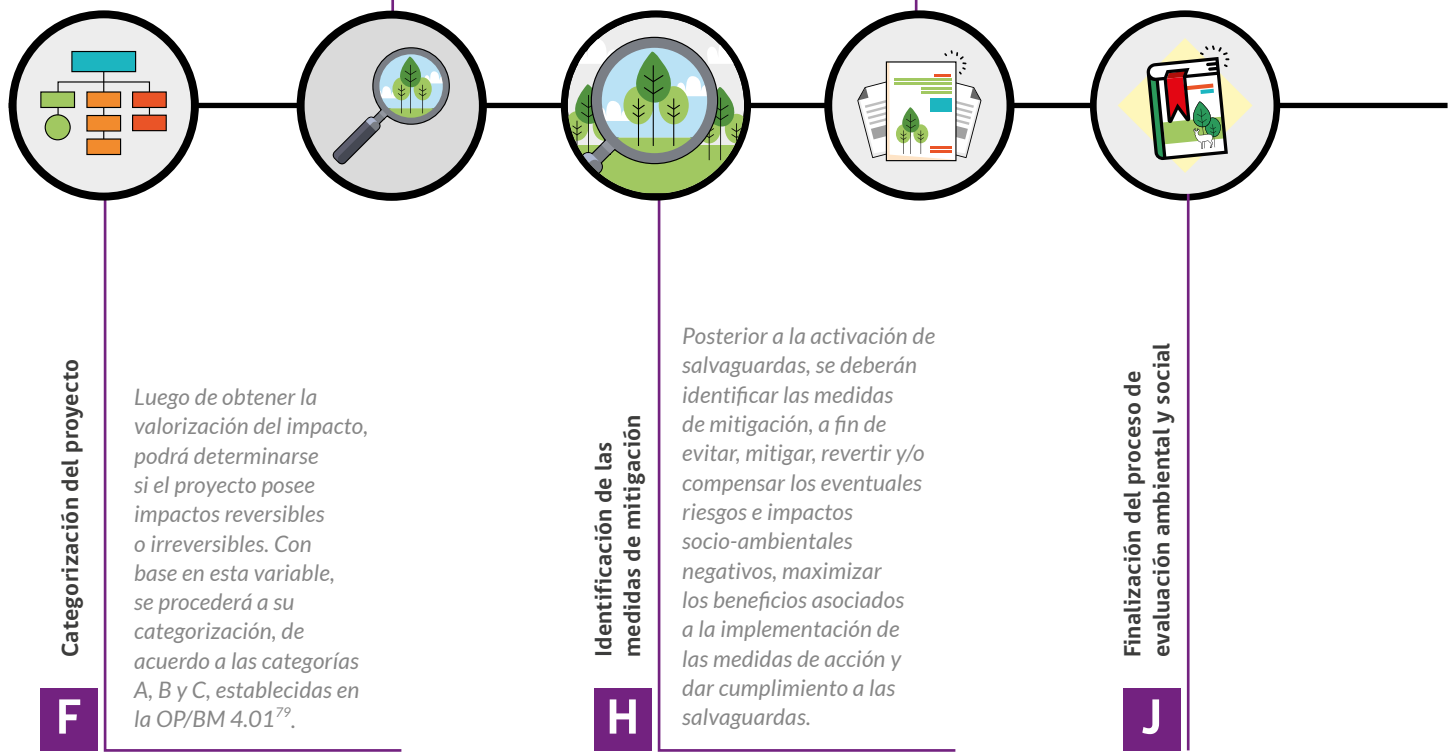 Categorización del proyecto
F
Luego de obtener la
valorización del impacto,
podrá determinarse
si el proyecto posee
impactos reversibles
o irreversibles. Con
base en esta variable,
se procederá a su
categorización, de
acuerdo a las categorías
A, B y C, establecidas en
la OP/BM 4.01⁷⁹.
Identificación de las
medidas de mitigación
H
Posterior a la activación de
salvaguardas, se deberán
identificar las medidas
de mitigación, a fin de
evitar, mitigar, revertir y/o
compensar los eventuales
riesgos e impactos
socio-ambientales
negativos, maximizar
los beneficios asociados
a la implementación de
las medidas de acción y
dar cumplimiento a las
salvaguardas.
Finalización del proceso de
evaluación ambiental y social
J